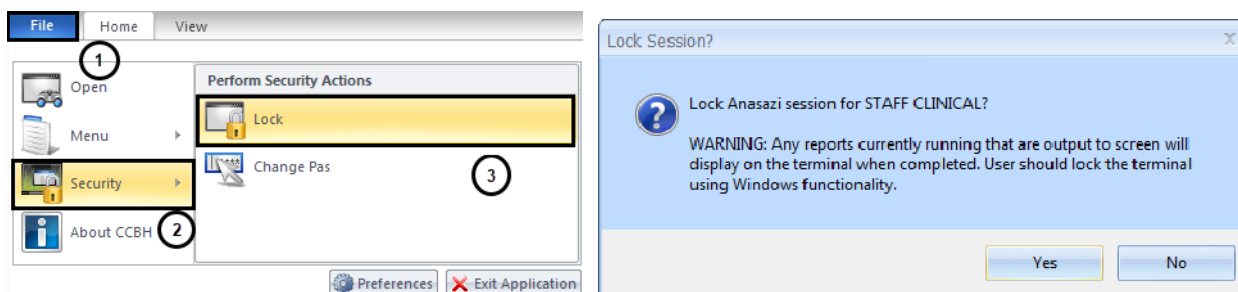 File Home View
1
Open
Menu
Security
2
About CCBH
Perform Security Actions
Lock
Change Pas
3
Preferences Exit Application
Lock Session?
Lock Anasazi session for STAFF CLINICAL?
WARNING: Any reports currently running that are output to screen will
display on the terminal when completed. User should lock the terminal
using Windows functionality.
Yes No